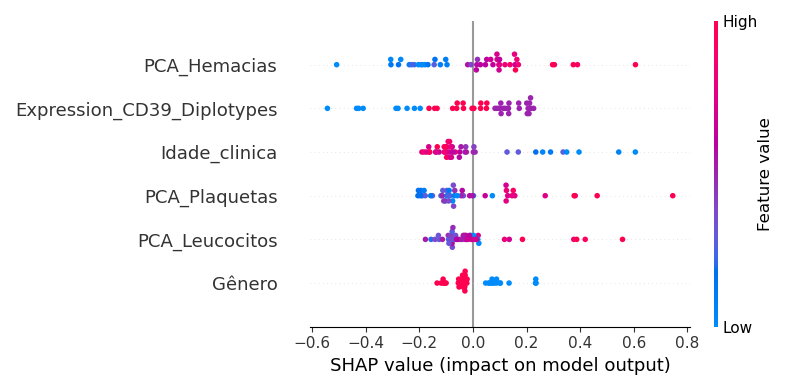 High
PCA_Hemacias
Expression_CD39_Diplotypes
Idade_clinica
PCA_Plaquetas
PCA_Leucocitos
Gênero
Feature value
Low
−0.6 −0.4 −0.2 0.0 0.2 0.4 0.6 0.8
SHAP value (impact on model output)